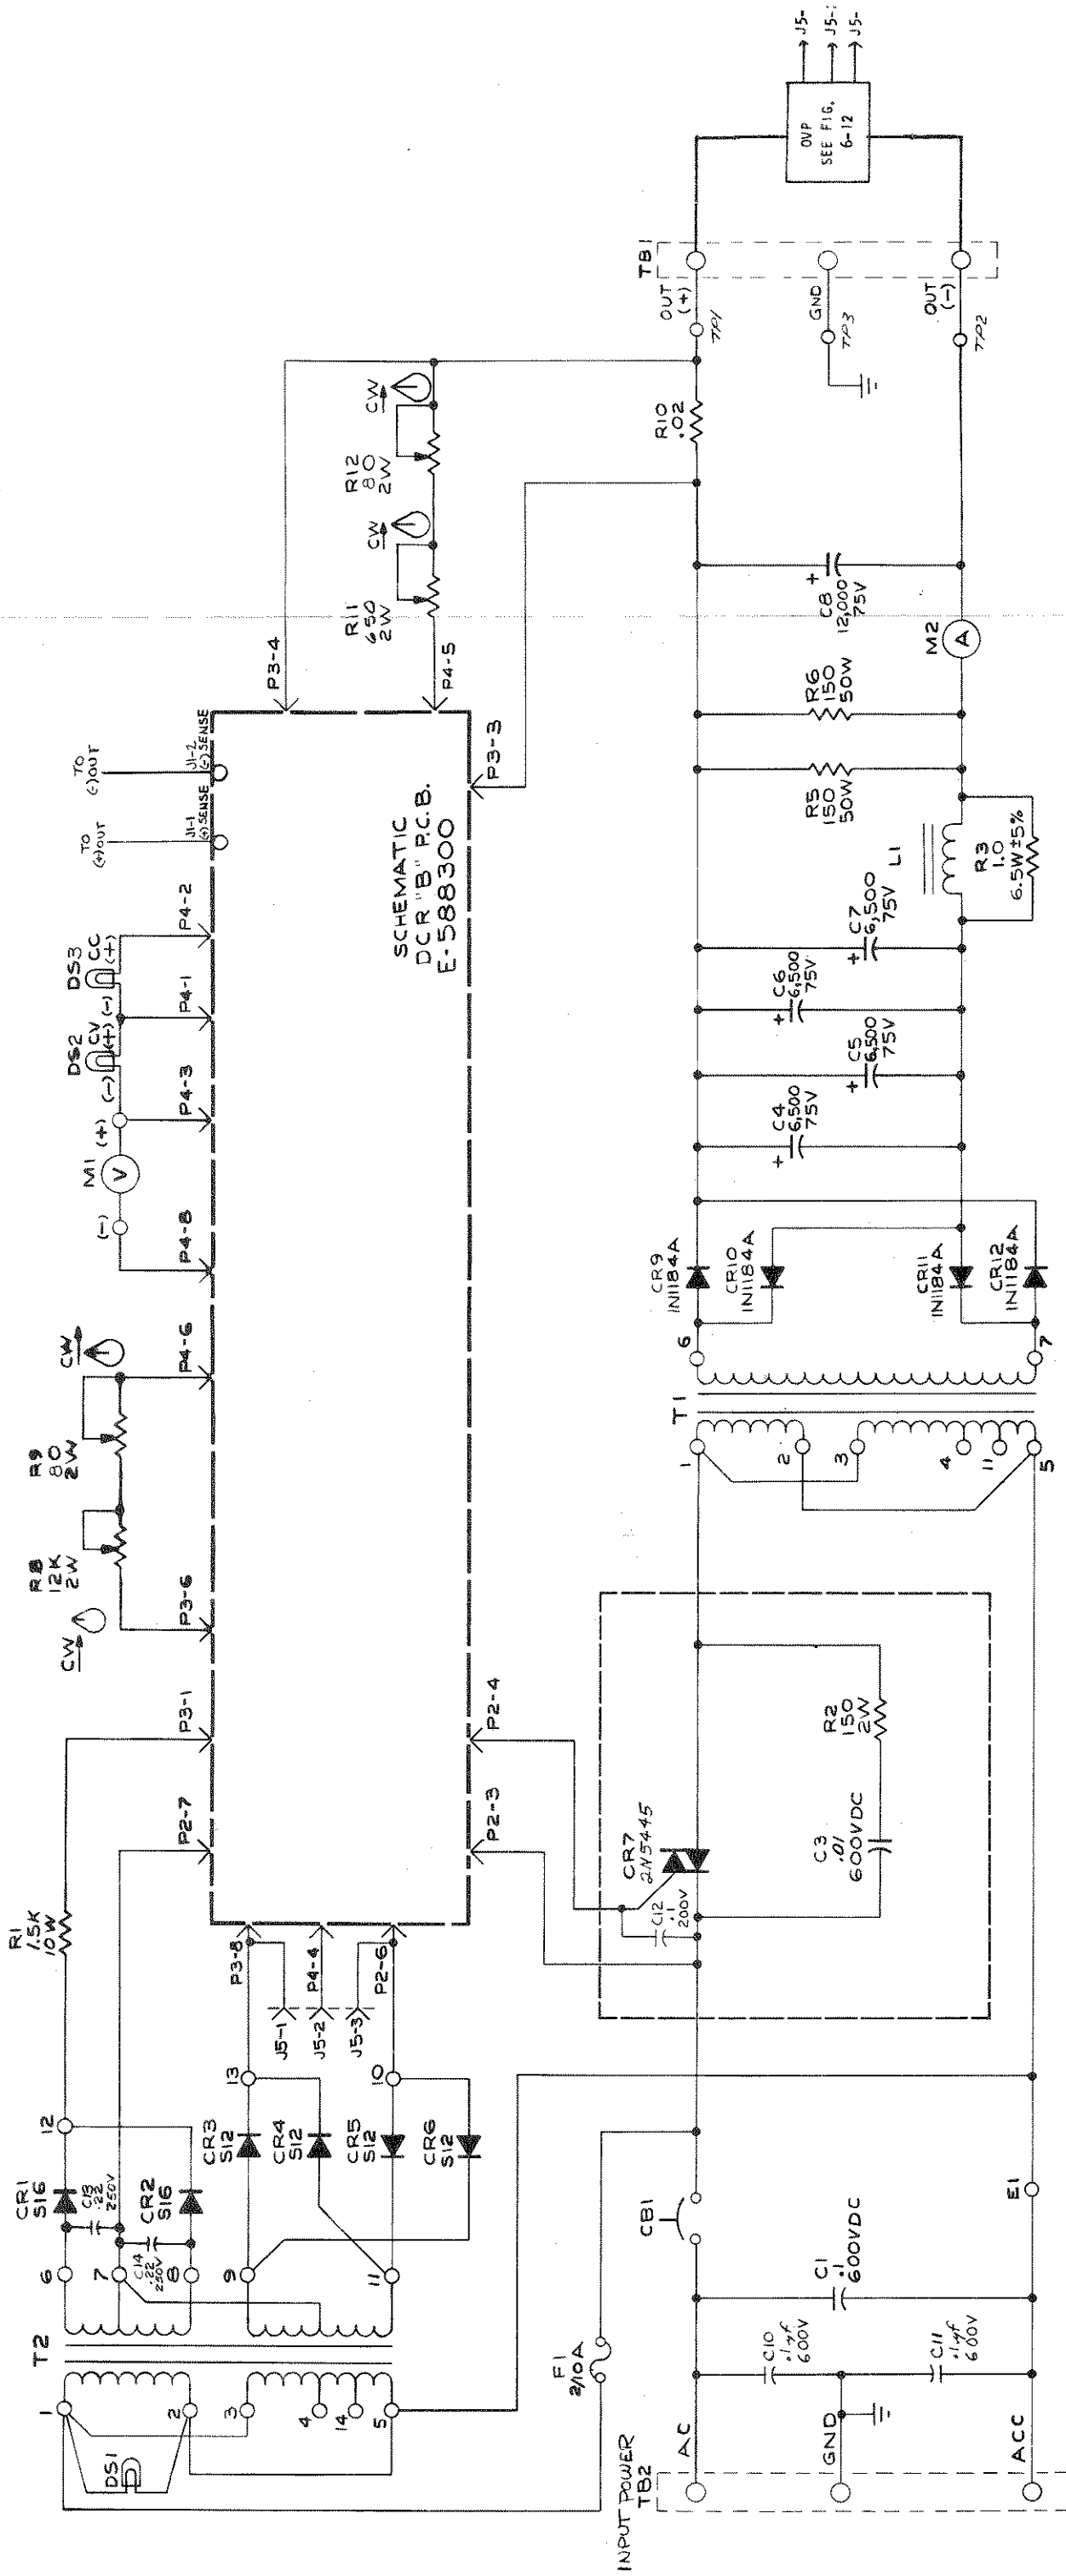 T2
1
2
3
4
14
5
DS1
6
7
8
9
11
CR1
S16
C13
.22
250V
C14
.22
250V
CR2
S16
12
R1
1.5K
10W
CR3
S12
CR4
S12
CR5
S12
CR6
S12
13
10
P3-8
J5-1
P4-4
J5-2
P2-6
J5-3
P2-7
P3-1
CW
R8
12K
2W
P3-6
R9
80
2W
CW
P4-6
P4-8
(-)
M1
V
(+)
P4-3
DS2
CV
(-)
(+)
P4-1
DS3
CC
(-)
(+)
P4-2
TO
(+)OUT
J1-1
(+)SENSE
TO
(-)OUT
J1-2
(-)SENSE
SCHEMATIC
DCR "B" P.C.B.
E-588300
P2-3
P2-4
P3-3
P3-4
P4-5
R11
650
2W
CW
R12
80
2W
CW
INPUT POWER
TB2
AC
GND
ACC
F1
2/10A
C10
.1 µf
600V
C11
.1 µf
600V
C1
.1
600VDC
CB1
E1
C12
.1
200V
CR7
2N5445
C3
.01
600VDC
R2
150
2W
T1
1
2
3
4
11
5
6
7
CR9
1N1184A
CR10
1N1184A
CR11
1N1184A
CR12
1N1184A
+
C4
6,500
75V
+
C5
6,500
75V
+
C6
6,500
75V
+
C7
6,500
75V
L1
R3
1.0
6.5W±5%
R5
150
50W
R6
150
50W
M2
A
+
C8
12,000
75V
R10
.02
OUT
(+)
TP1
GND
TP3
OUT
(-)
TP2
TB1
OVP
SEE FIG.
6-12
J5-
J5-
J5-